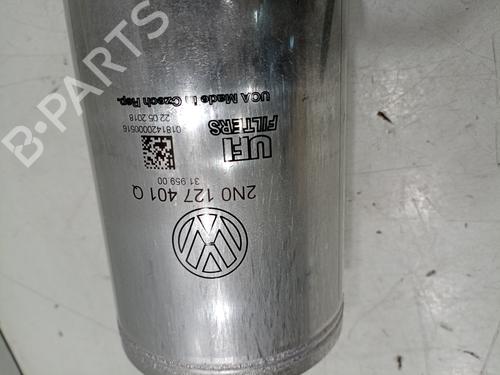 2N0 127 401 Q
31.959.00
UFI
FILTERS
0181420000516
22.05.2018
UCA Made in Czech Rep.
B-PARTS